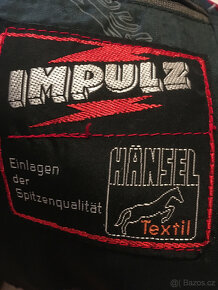 IMPULZ
Einlagen
der
Spitzenqualität
HÄNSEL
Textil
Bazos.cz